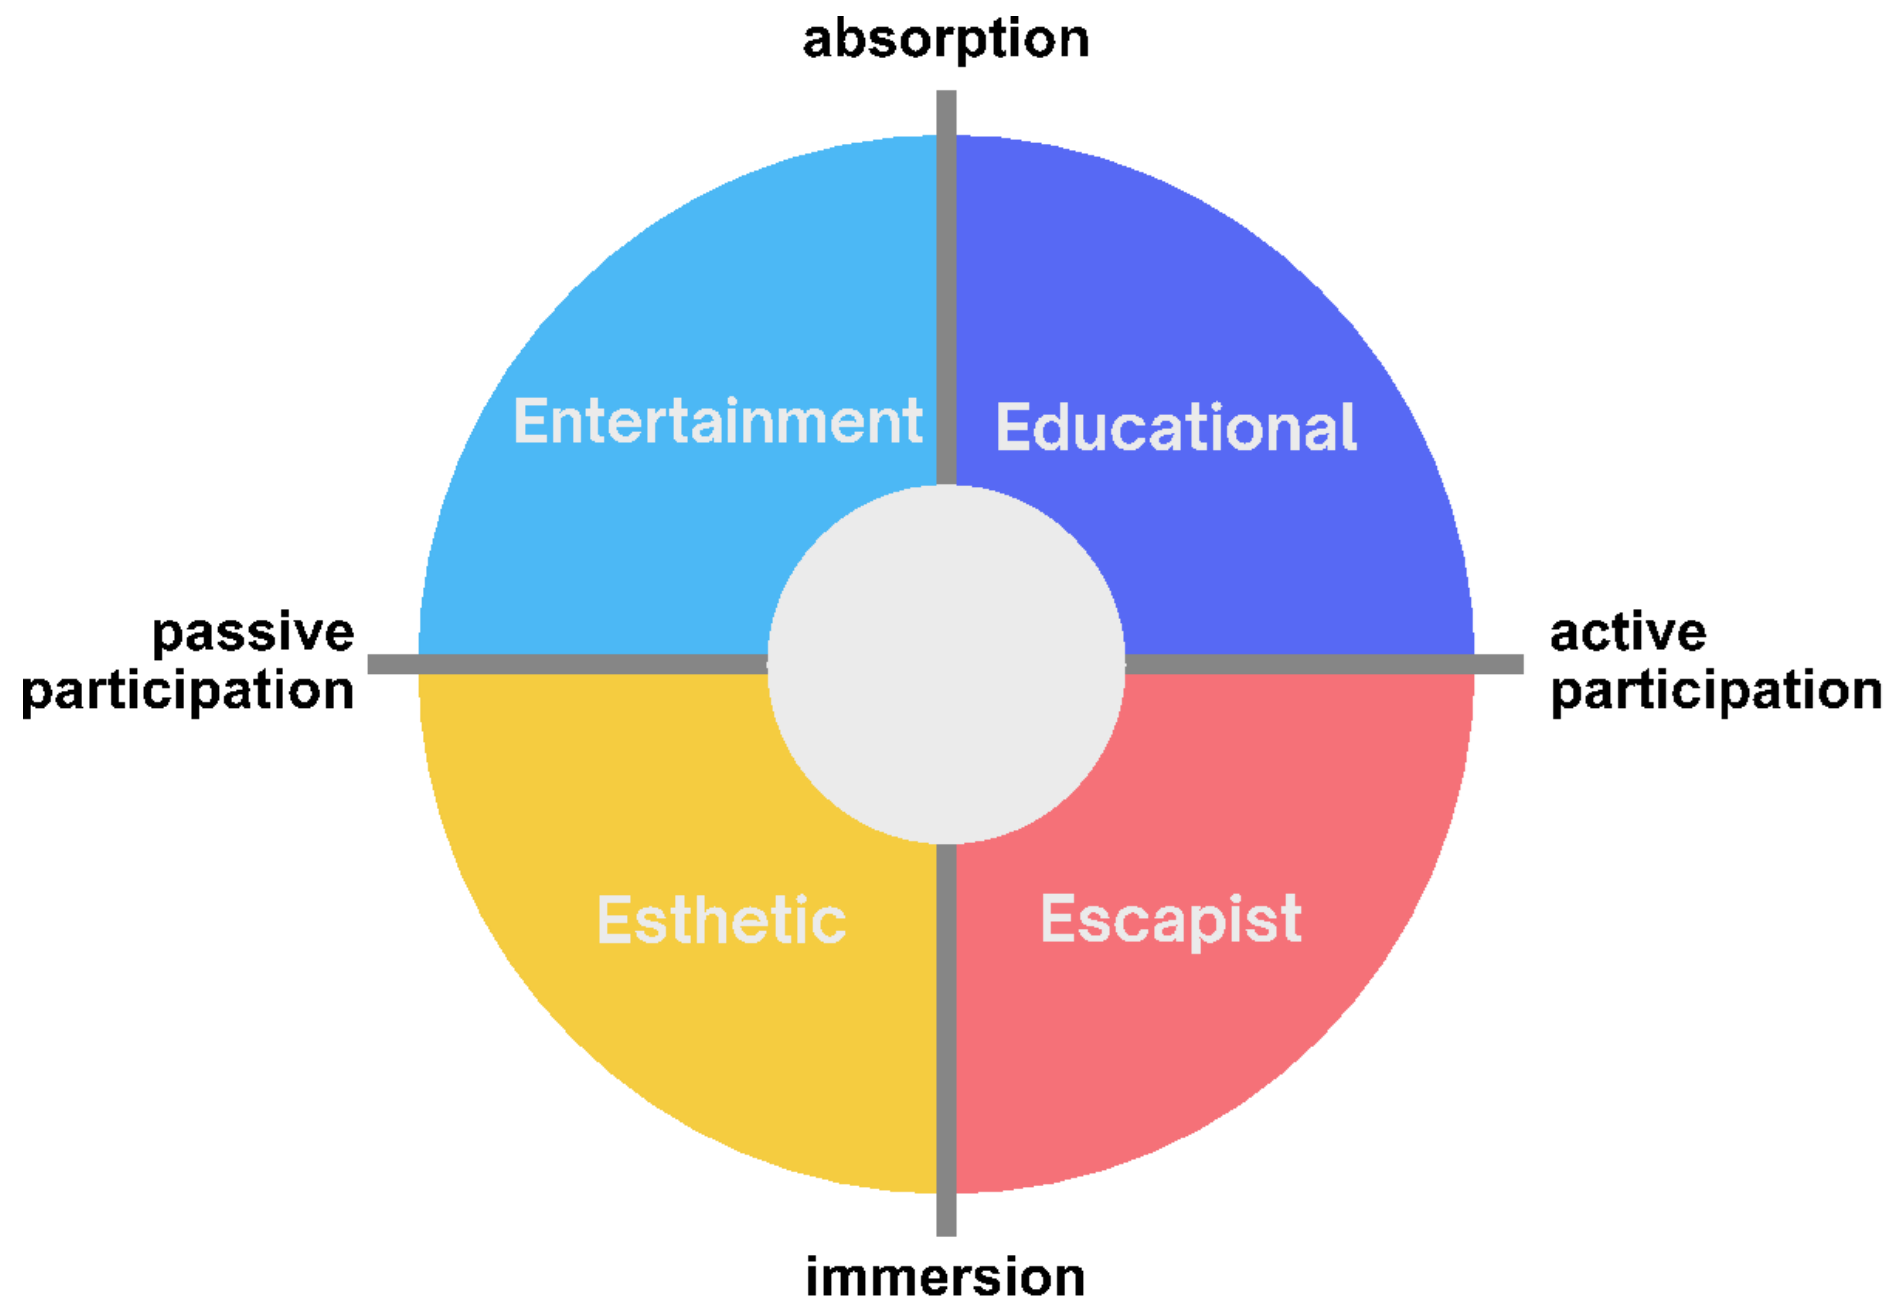 absorption
Entertainment
Educational
passive
participation
active
participation
Esthetic
Escapist
immersion